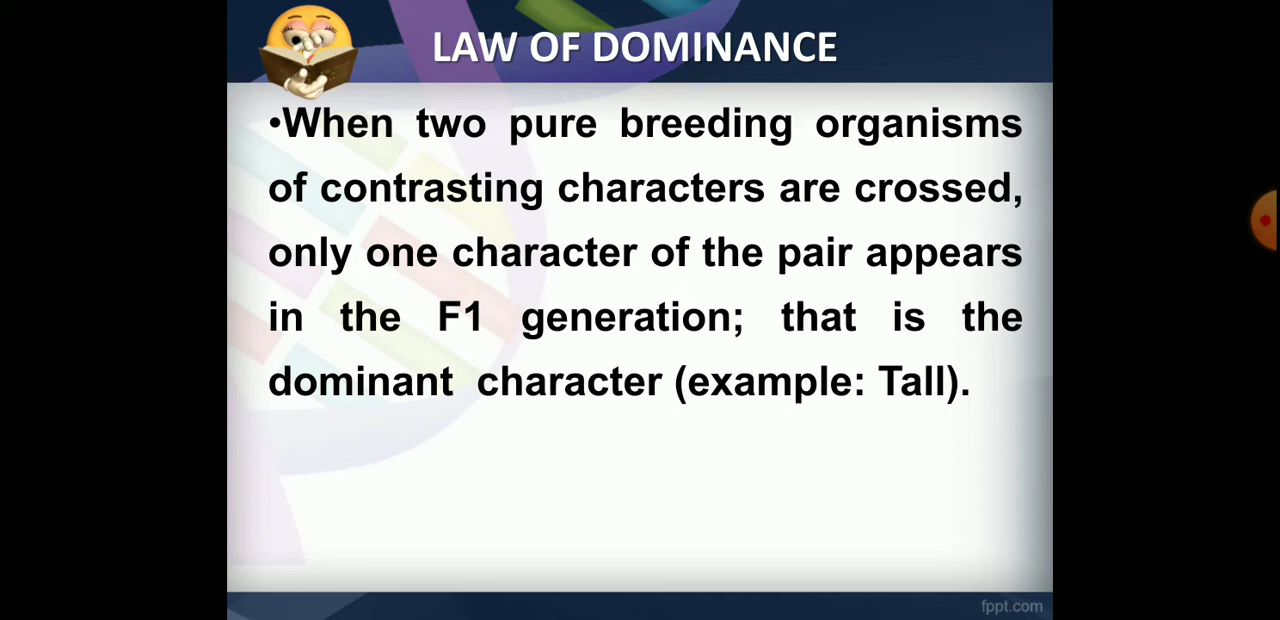 LAW OF DOMINANCE
•When two pure breeding organisms
of contrasting characters are crossed,
only one character of the pair appears
in the F1 generation; that is the
dominant character (example: Tall).
fppt.com